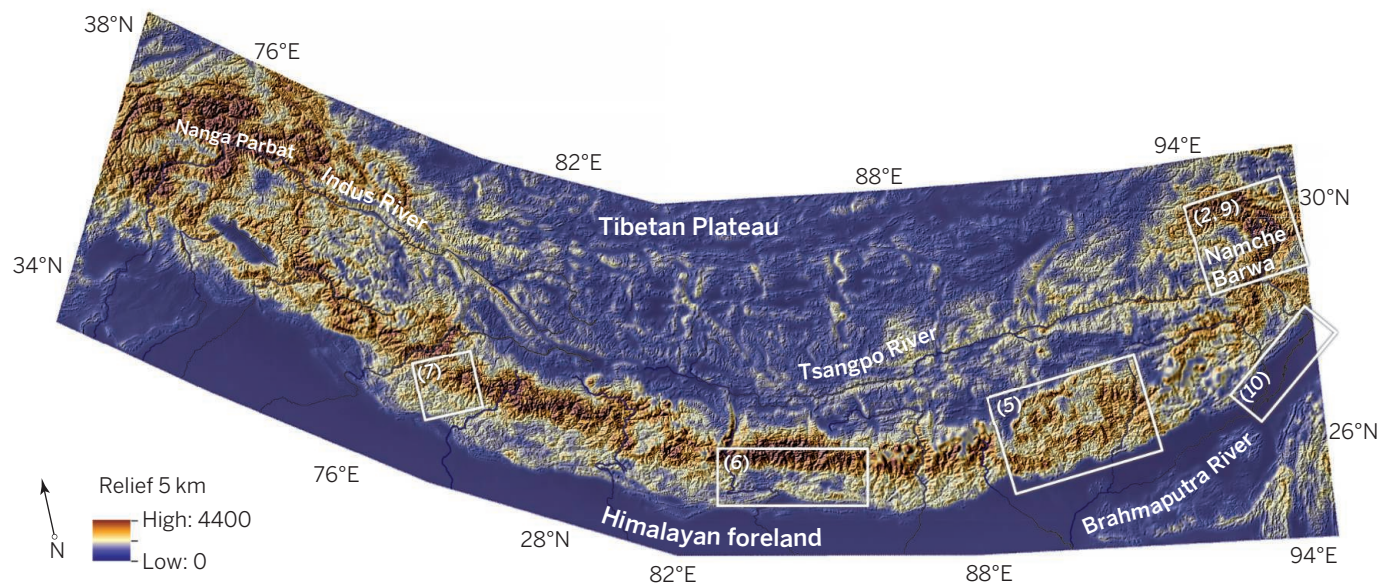 38°N
76°E
Nanga Parbat
Indus River
82°E
88°E
94°E
30°N
(2, 9)
Namche
Barwa
Tibetan Plateau
34°N
Tsangpo River
(7)
(5)
(10)
(6)
26°N
Brahmaputra River
76°E
Himalayan foreland
28°N
82°E
88°E
94°E
N
Relief 5 km
High: 4400
Low: 0